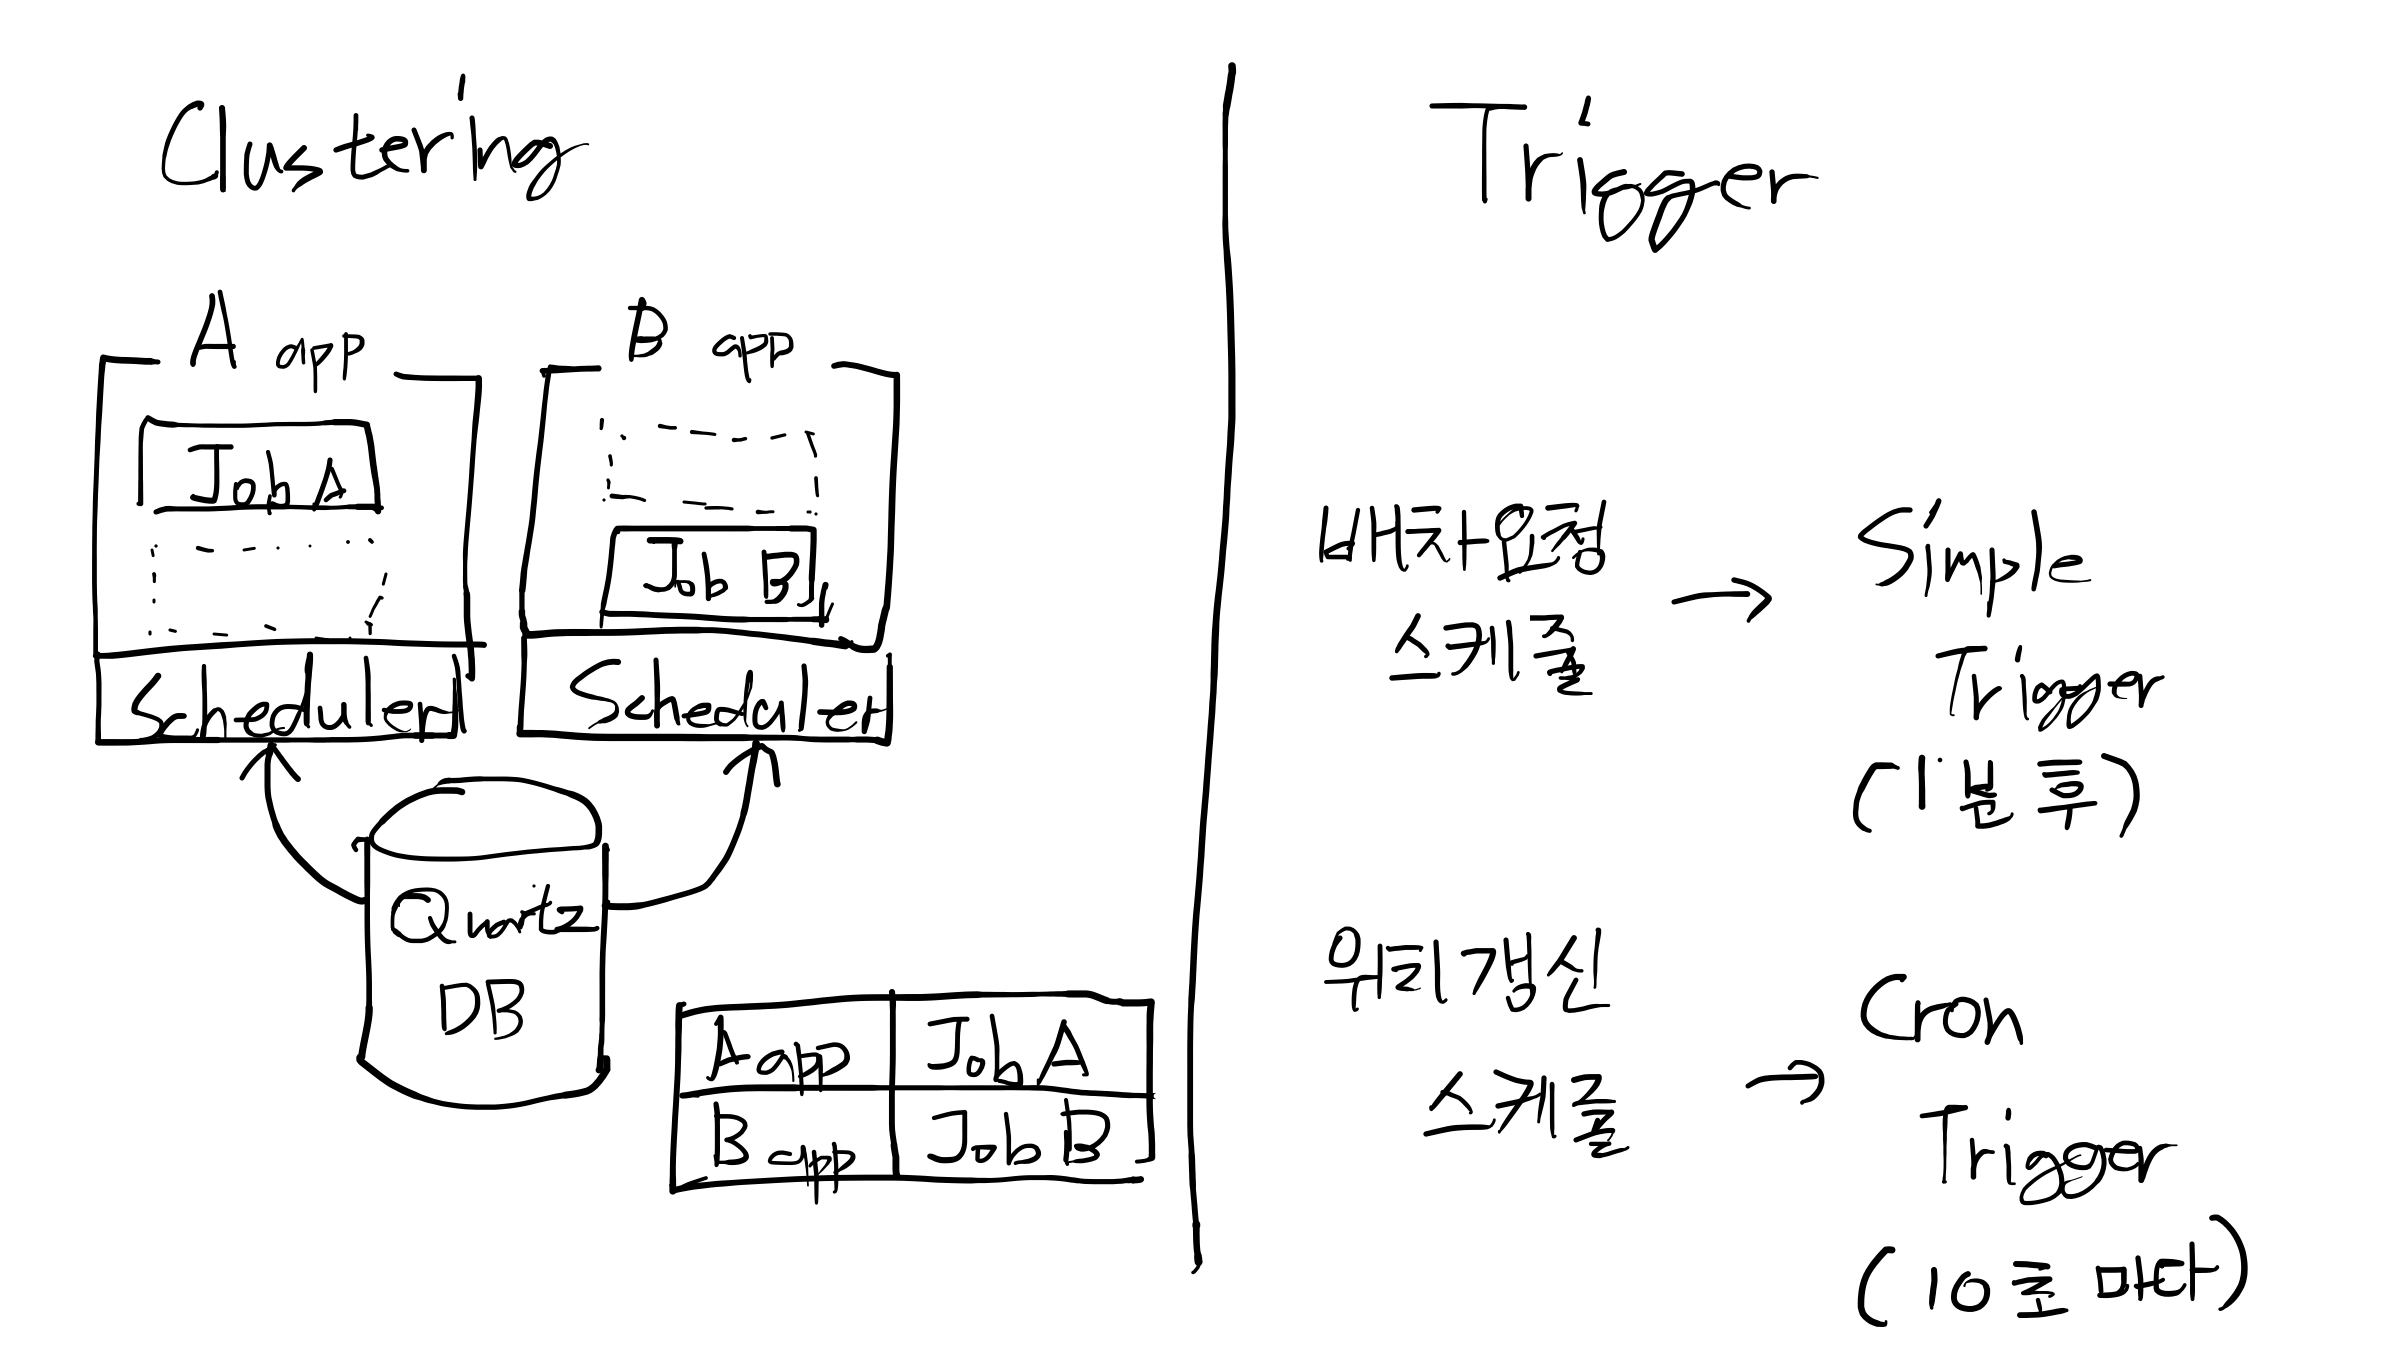 Clustering
A app
B app
Job A
Job B
Scheduler
Scheduler
Quartz
DB
A app Job A
B app Job B
Trigger
배차요청
스케줄
→
Simple
Trigger
(1분 후)
위치갱신
스케줄
→
Cron
Trigger
(10초 마다)